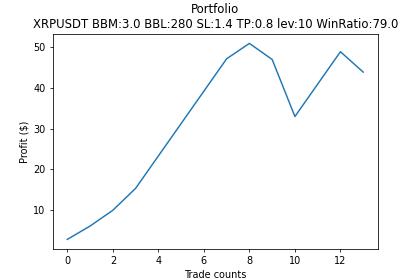 Portfolio
XRPUSDT BBM:3.0 BBL:280 SL:1.4 TP:0.8 lev:10 WinRatio:79.0
50
40
30
20
10
Profit ($)
0 2 4 6 8 10 12
Trade counts